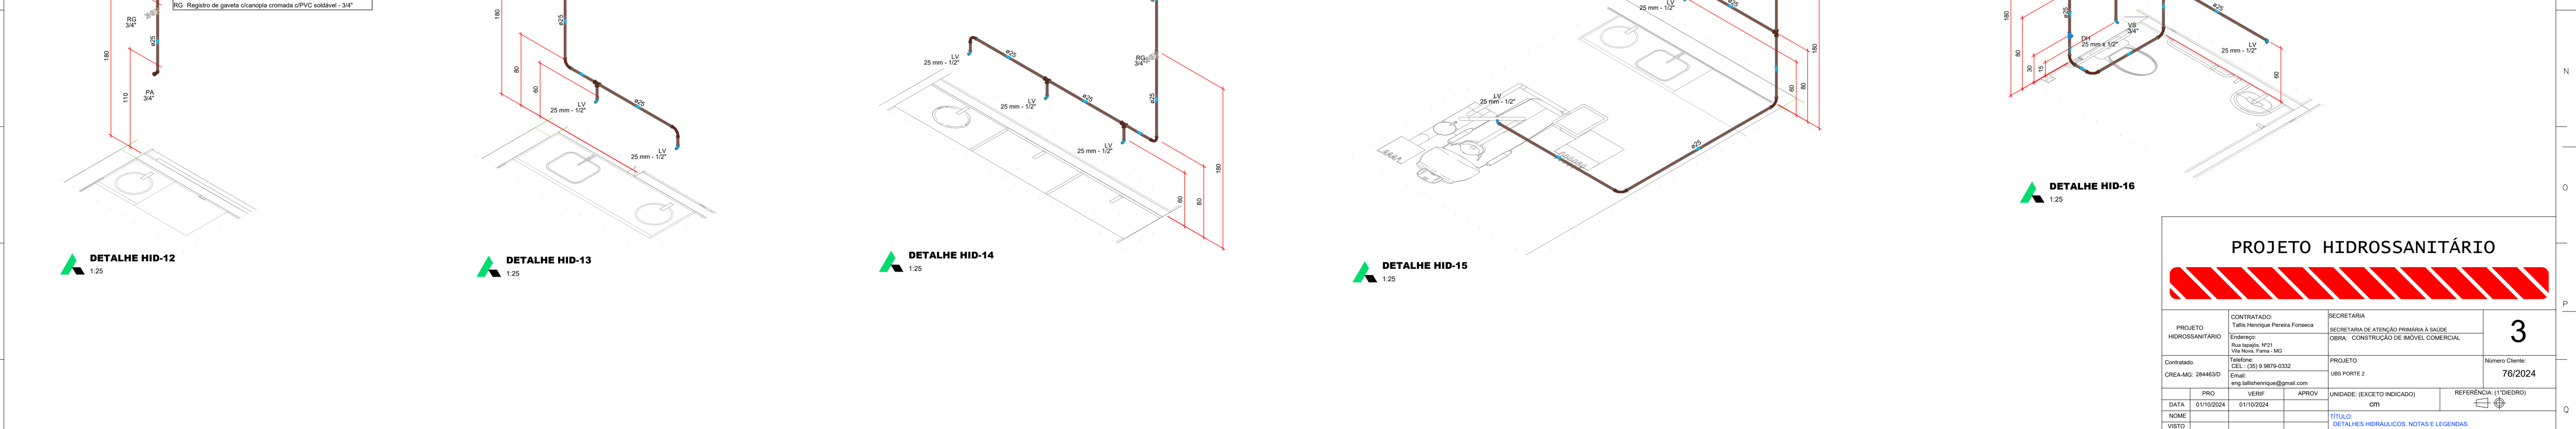 RG Registro de gaveta c/canopla cromada c/PVC soldável - 3/4"
RG
3/4"
ø25
180
110
PA
3/4"
DETALHE HID-12
1:25
180
ø25
80
60
ø25
LV
25 mm - 1/2"
LV
25 mm - 1/2"
DETALHE HID-13
1:25
LV
25 mm - 1/2"
ø25
LV
25 mm - 1/2"
ø25
LV
25 mm - 1/2"
ø25
RG
3/4"
ø25
60
80
180
DETALHE HID-14
1:25
LV
25 mm - 1/2"
ø25
LV
25 mm - 1/2"
ø25
60
80
180
DETALHE HID-15
1:25
180
80
30
15
ø25
DH
25 mm x 1/2"
VS
3/4"
ø25
LV
25 mm - 1/2"
60
DETALHE HID-16
1:25
N
O
P
Q
PROJETO HIDROSSANITÁRIO
PROJETO
HIDROSSANITÁRIO
CONTRATADO:
Tallis Henrique Pereira Fonseca
Endereço:
Rua tapajós, Nº21
Vila Nova, Fama - MG
SECRETARIA
SECRETARIA DE ATENÇÃO PRIMÁRIA À SAÚDE
OBRA: CONSTRUÇÃO DE IMÓVEL COMERCIAL
3
Contratado.
CREA-MG: 284463/D
Telefone:
CEL : (35) 9.9879-0332
Email:
eng.tallishenrique@gmail.com
PROJETO
UBS PORTE 2
Número Cliente:
76/2024
PRO VERIF APROV
DATA 01/10/2024 01/10/2024
NOME
VISTO
UNIDADE: (EXCETO INDICADO)
cm
REFERÊNCIA: (1°DIEDRO)
TÍTULO:
DETALHES HIDRÁULICOS, NOTAS E LEGENDAS.